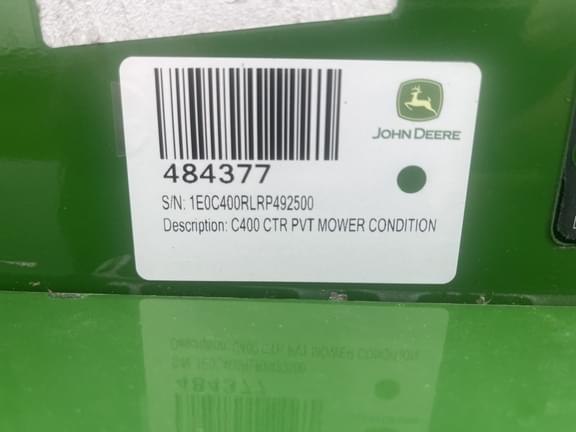 JOHN DEERE
484377
S/N: 1E0C400RLRP492500
Description: C400 CTR PVT MOWER CONDITION